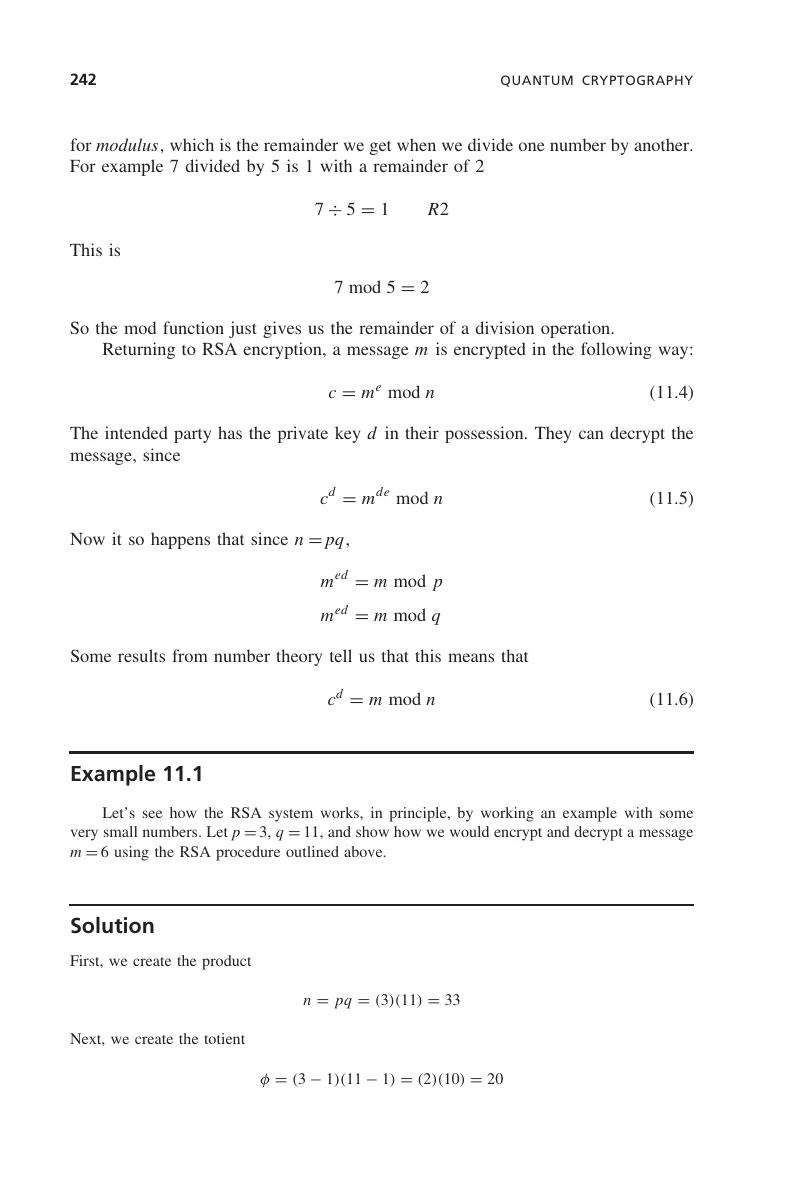 242 QUANTUM CRYPTOGRAPHY
for modulus, which is the remainder we get when we divide one number by another.
For example 7 divided by 5 is 1 with a remainder of 2
7 ÷ 5 = 1 R2
This is
7 mod 5 = 2
So the mod function just gives us the remainder of a division operation.
Returning to RSA encryption, a message m is encrypted in the following way:
c = m^e mod n (11.4)
The intended party has the private key d in their possession. They can decrypt the
message, since
c^d = m^{de} mod n (11.5)
Now it so happens that since n = pq,
m^{ed} = m mod p
m^{ed} = m mod q
Some results from number theory tell us that this means that
c^d = m mod n (11.6)
Example 11.1
Let’s see how the RSA system works, in principle, by working an example with some
very small numbers. Let p = 3, q = 11, and show how we would encrypt and decrypt a message
m = 6 using the RSA procedure outlined above.
Solution
First, we create the product
n = pq = (3)(11) = 33
Next, we create the totient
ϕ = (3 − 1)(11 − 1) = (2)(10) = 20